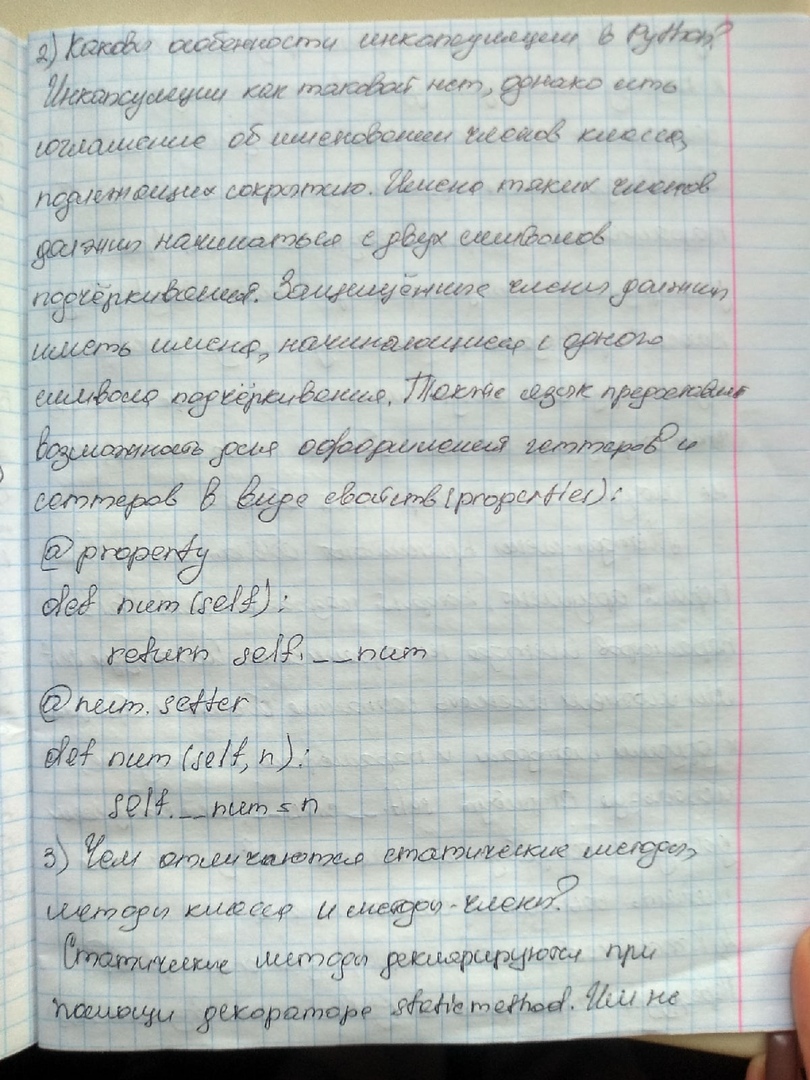 2) Каковы особенности инкапсуляции в Python?
Инкапсуляции как таковой нет, однако есть
соглашение об именовании членов класса,
подлежащих сокрытию. Имена таких членов
должны начинаться с двух символов
подчёркивания. Защищённые члены должны
иметь имена, начинающиеся с одного
символа подчёркивания. Также язык предоставляет
возможность для оформления геттеров и
сеттеров в виде свойств (properties):
@property
def num (self):
return self.__num
@num.setter
def num (self, n):
self.__num = n
3) Чем отличаются статические методы,
методы класса и методы-члены?
Статические методы декларируются при
помощи декоратора staticmethod. Им не